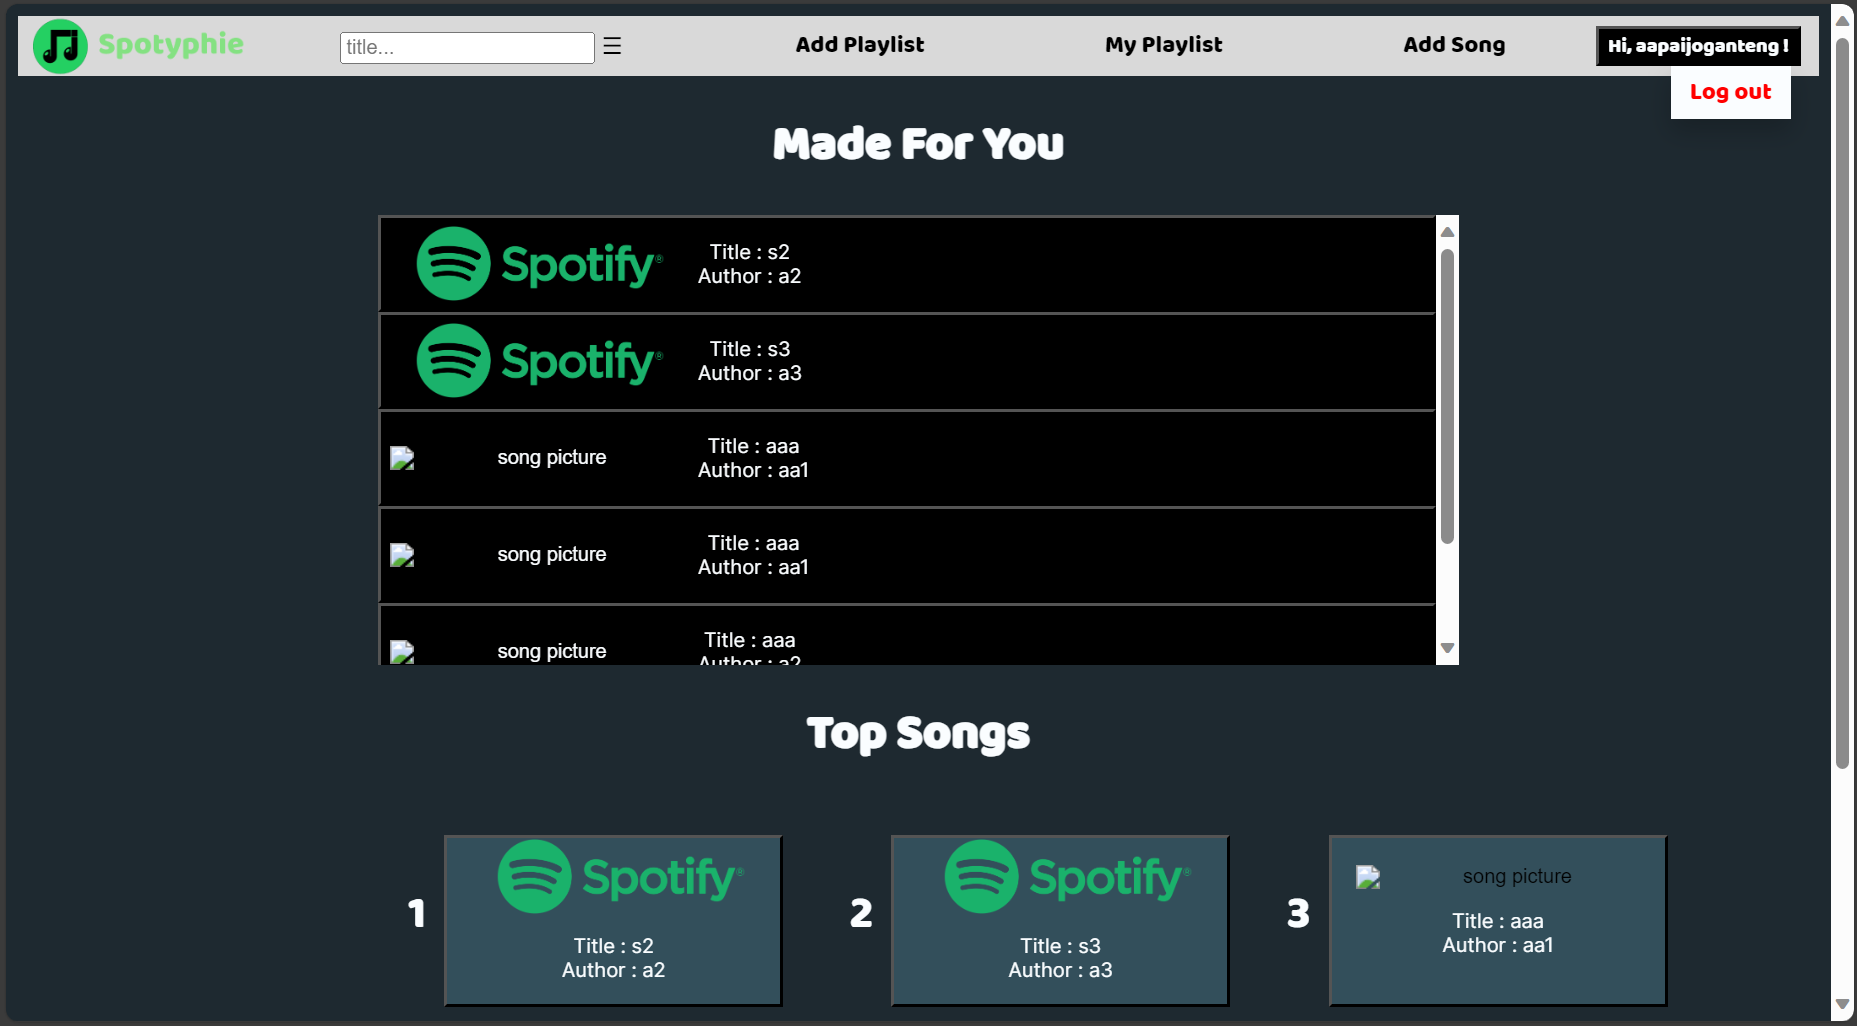 Spotyphie
title...
☰
Add Playlist
My Playlist
Add Song
Hi, aapaijoganteng !
Log out
Made For You
Spotify®
Title : s2
Author : a2
Spotify®
Title : s3
Author : a3
song picture
Title : aaa
Author : aa1
song picture
Title : aaa
Author : aa1
song picture
Title : aaa
Author : a2
Top Songs
1
Spotify®
Title : s2
Author : a2
2
Spotify®
Title : s3
Author : a3
3
song picture
Title : aaa
Author : aa1